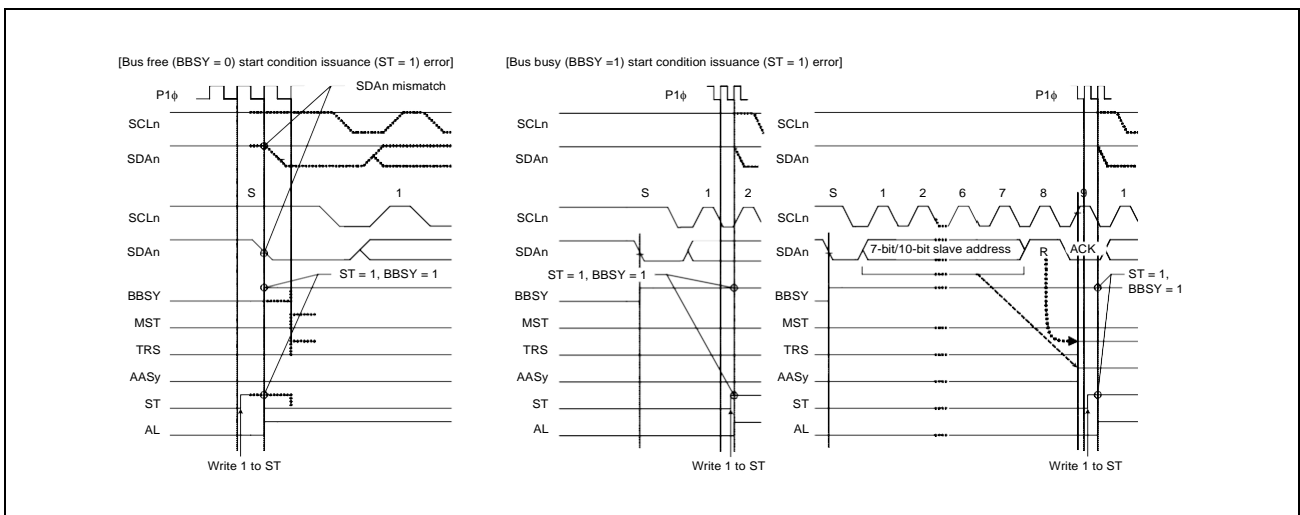 [Bus free (BBSY = 0) start condition issuance (ST = 1) error]
SDAn mismatch
P1ϕ
SCLn
SDAn
S 1
SCLn
SDAn
ST = 1, BBSY = 1
BBSY
MST
TRS
AASy
ST
AL
Write 1 to ST
[Bus busy (BBSY =1) start condition issuance (ST = 1) error]
P1ϕ
SCLn
SDAn
S 1 2
SCLn
SDAn
ST = 1, BBSY = 1
BBSY
MST
TRS
AASy
ST
AL
Write 1 to ST
P1ϕ
SCLn
SDAn
S 1 2 6 7 8 9 1
SCLn
SDAn
7-bit/10-bit slave address R ACK
ST = 1,
BBSY = 1
BBSY
MST
TRS
AASy
ST
AL
Write 1 to ST